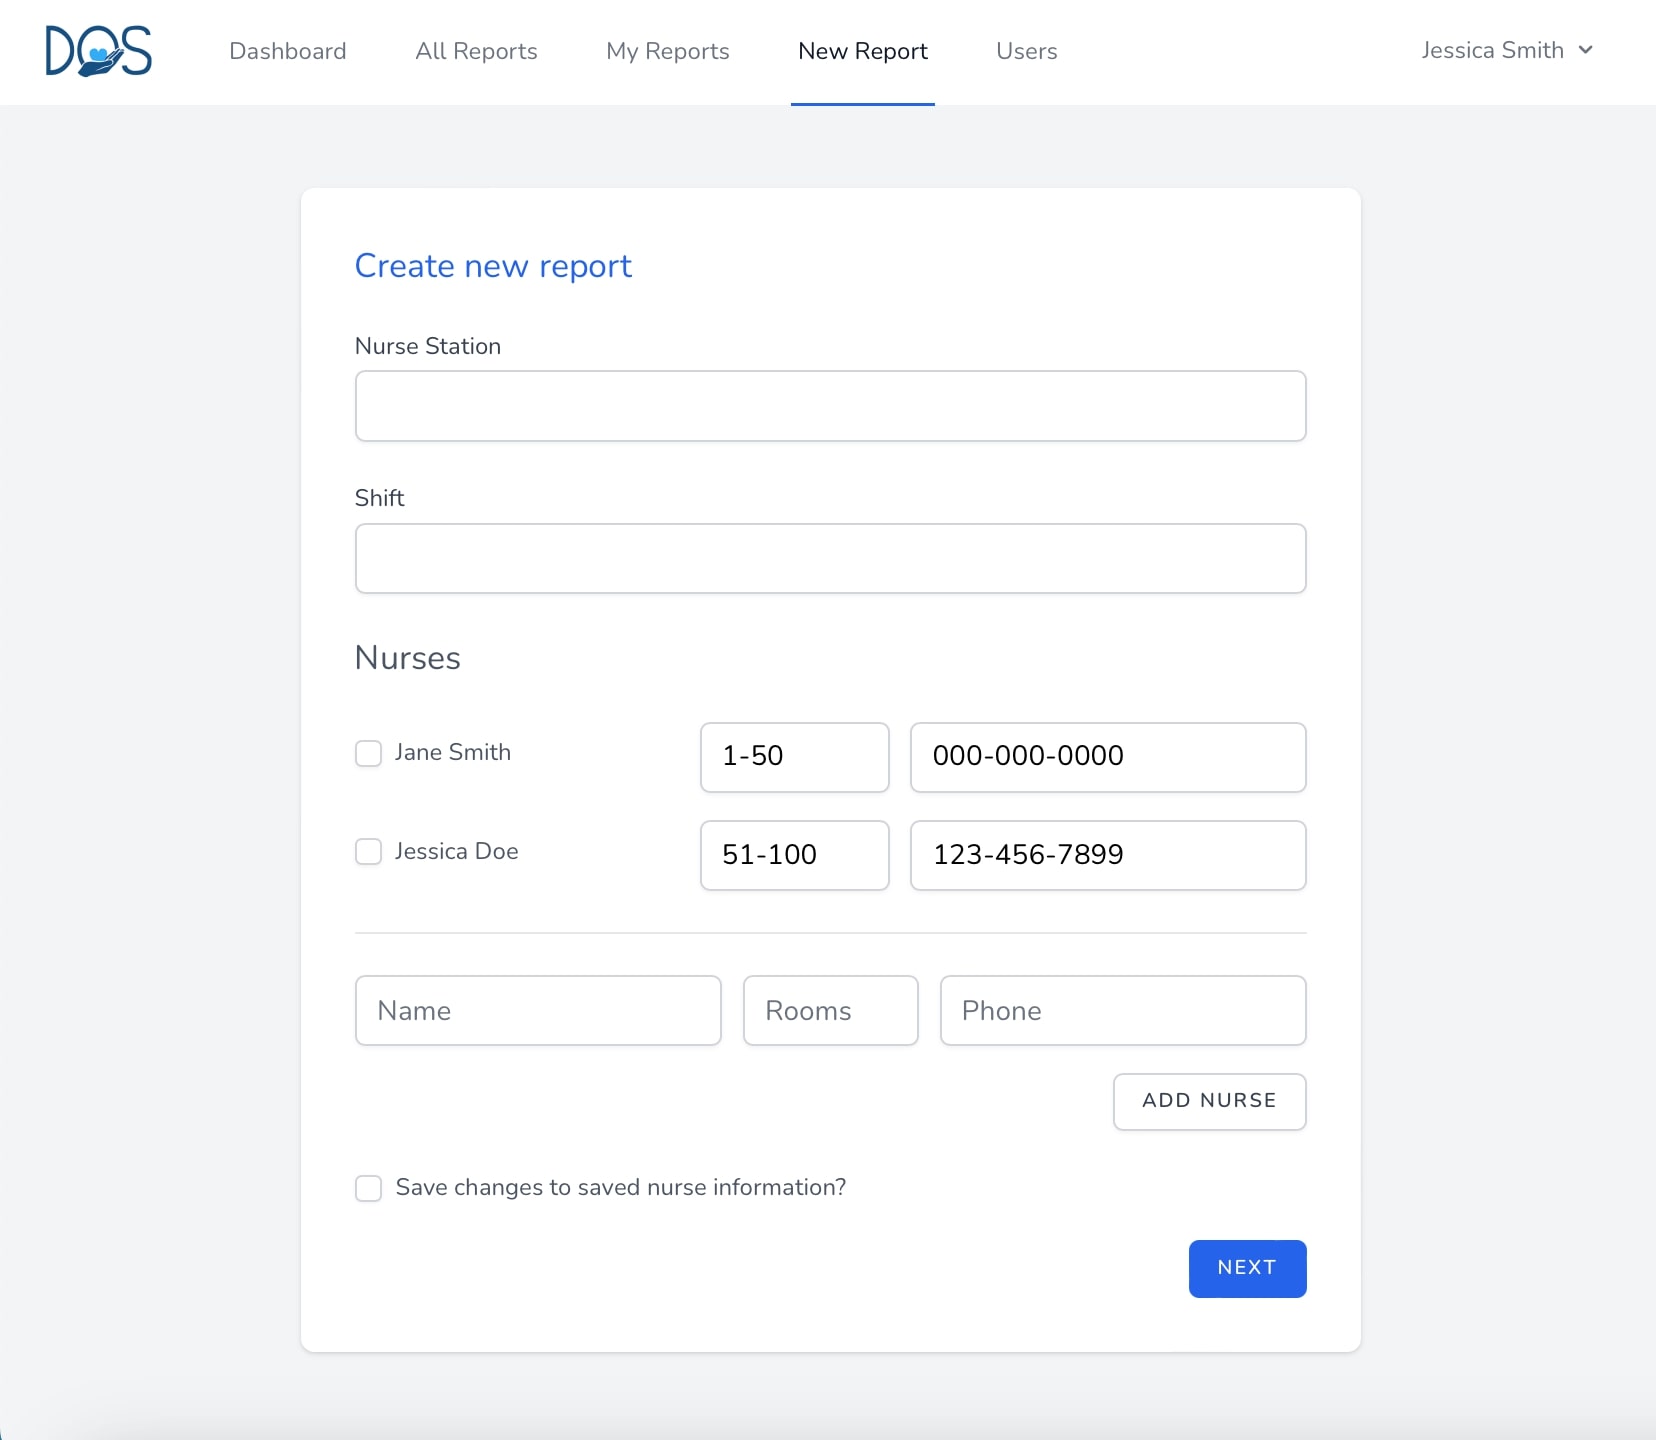 DOS Dashboard All Reports My Reports New Report Users Jessica Smith
Create new report
Nurse Station
Shift
Nurses
Jane Smith 1-50 000-000-0000
Jessica Doe 51-100 123-456-7899
Name Rooms Phone
ADD NURSE
Save changes to saved nurse information?
NEXT